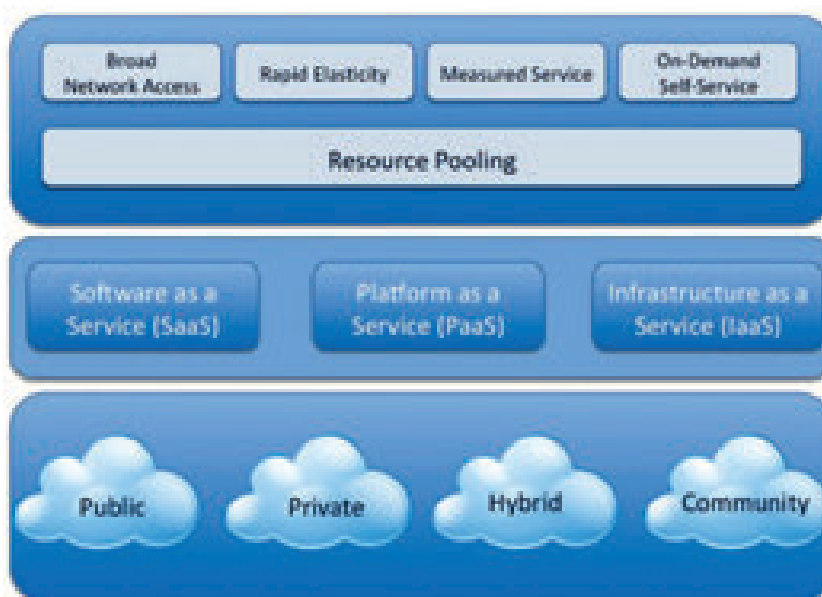 Broad
Network Access
Rapid Elasticity
Measured Service
On-Demand
Self-Service
Resource Pooling
Software as a
Service (SaaS)
Platform as a
Service (PaaS)
Infrastructure as a
Service (IaaS)
Public
Private
Hybrid
Community